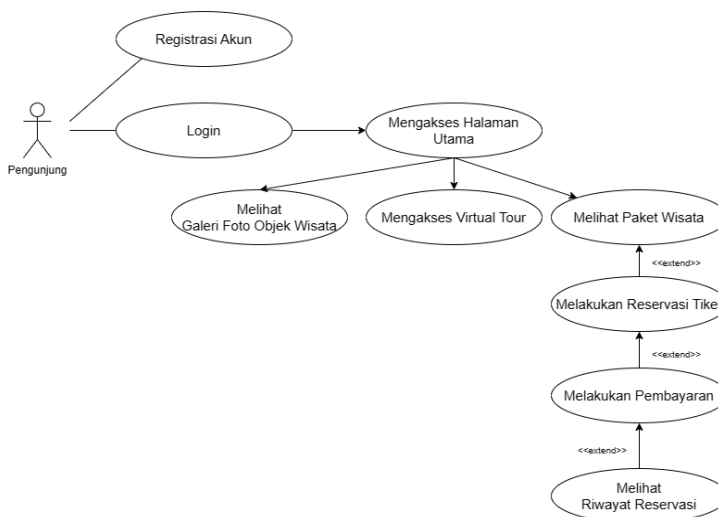 Registrasi Akun
Login
Mengakses Halaman
Utama
Pengunjung
Melihat
Galeri Foto Objek Wisata
Mengakses Virtual Tour
Melihat Paket Wisata
<<extend>>
Melakukan Reservasi Tike
<<extend>>
Melakukan Pembayaran
<<extend>>
Melihat
Riwayat Reservasi